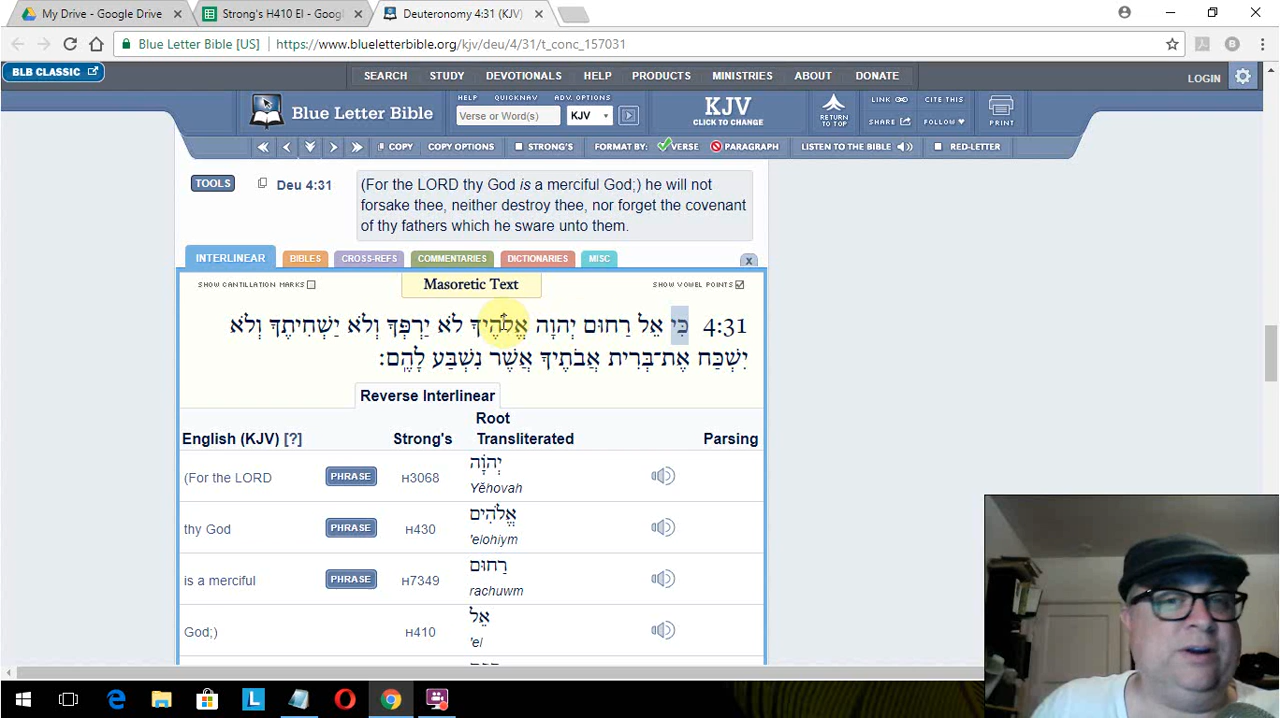 My Drive - Google Drive
Strong's H410 El - Goog
Deuteronomy 4:31 (KJV)
Blue Letter Bible [US]
https://www.blueletterbible.org/kjv/deu/4/31/t_conc_157031
BLB CLASSIC
SEARCH STUDY DEVOTIONALS HELP PRODUCTS MINISTRIES ABOUT DONATE
LOGIN
Blue Letter Bible
HELP QUICKNAV ADV. OPTIONS
Verse or Word(s) KJV
KJV
CLICK TO CHANGE
RETURN
TO TOP
LINK CITE THIS
SHARE FOLLOW
PRINT
COPY COPY OPTIONS STRONG'S FORMAT BY: VERSE PARAGRAPH LISTEN TO THE BIBLE RED-LETTER
TOOLS
Deu 4:31
(For the LORD thy God is a merciful God;) he will not
forsake thee, neither destroy thee, nor forget the covenant
of thy fathers which he sware unto them.
INTERLINEAR BIBLES CROSS-REFS COMMENTARIES DICTIONARIES MISC x
SHOW CANTILLATION MARKS
Masoretic Text
SHOW VOWEL POINTS
4:31 כִּי אֵל רַחוּם יְהוָה אֱלֹהֶיךָ לֹא יַרְפְּךָ וְלֹא יַשְׁחִיתֶךָ וְלֹא
יִשְׁכַּח אֶת־בְּרִית אֲבֹתֶיךָ אֲשֶׁר נִשְׁבַּע לָהֶם׃
Reverse Interlinear
English (KJV) [?]
Strong's
Root
Transliterated
Parsing
(For the LORD PHRASE H3068 יְהֹוָה
Yĕhovah
thy God PHRASE H430 אֱלֹהִים
'elohiym
is a merciful PHRASE H7349 רַחוּם
rachuwm
God;) H410 אֵל
'el